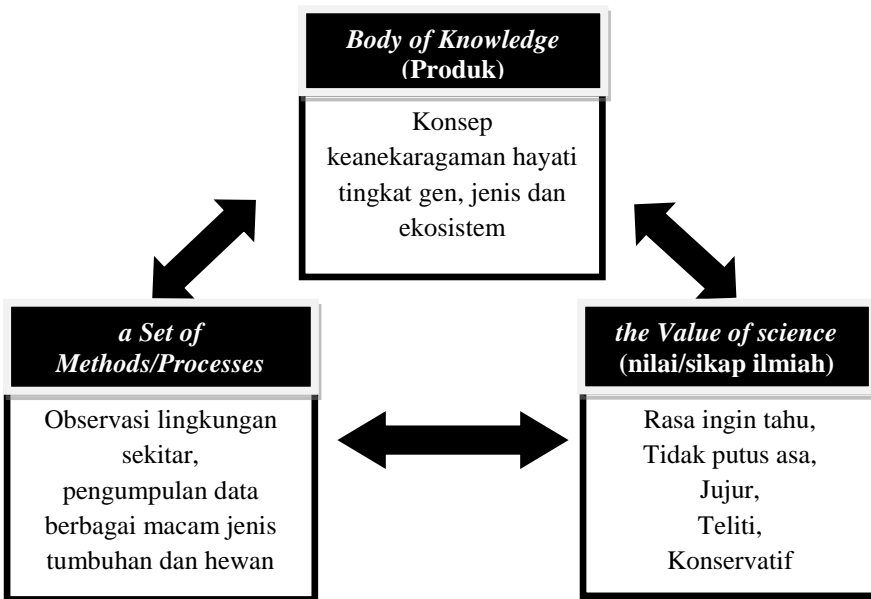 Body of Knowledge
(Produk)
Konsep
keanekaragaman hayati
tingkat gen, jenis dan
ekosistem
a Set of
Methods/Processes
Observasi lingkungan
sekitar,
pengumpulan data
berbagai macam jenis
tumbuhan dan hewan
the Value of science
(nilai/sikap ilmiah)
Rasa ingin tahu,
Tidak putus asa,
Jujur,
Teliti,
Konservatif